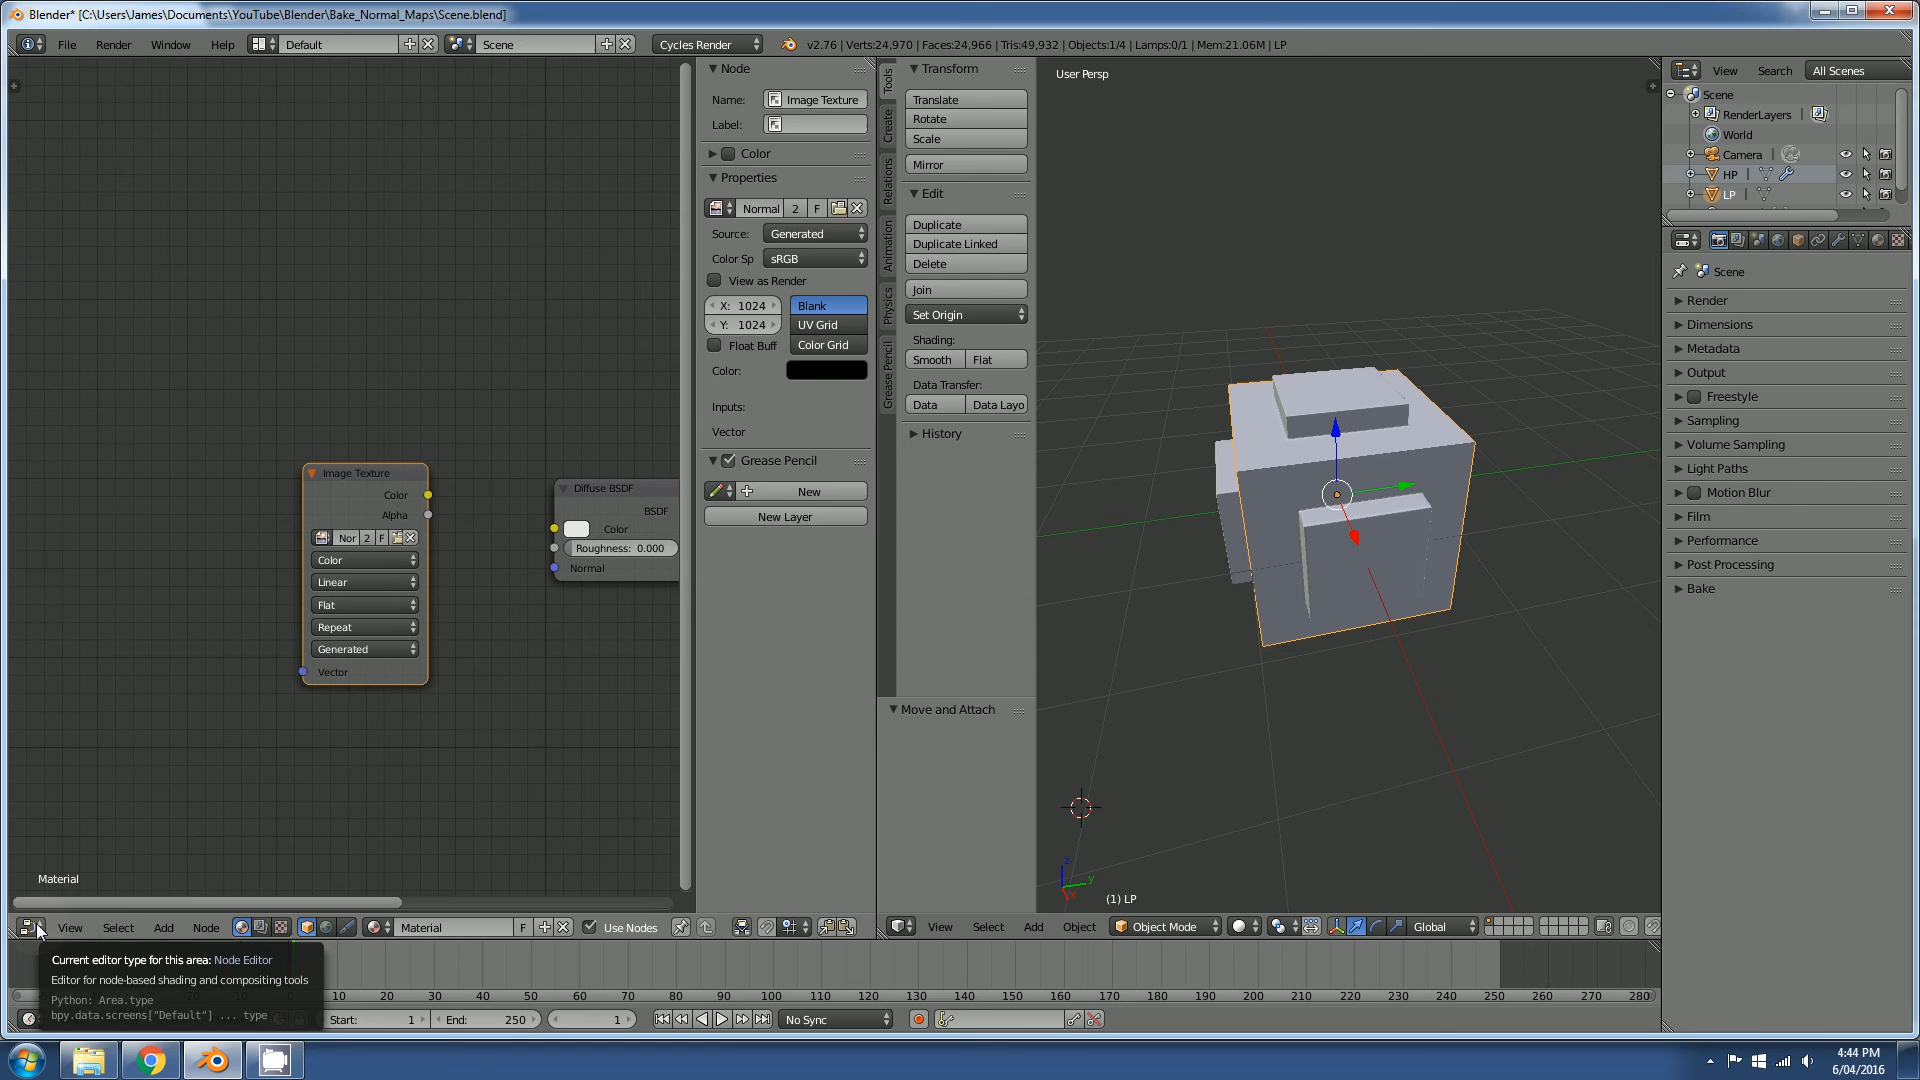 Blender* [C:\Users\James\Documents\YouTube\Blender\Bake_Normal_Maps\Scene.blend]
File Render Window Help Default Scene Cycles Render v2.76 | Verts:24,970 | Faces:24,966 | Tris:49,932 | Objects:1/4 | Lamps:0/1 | Mem:21.06M | LP
Image Texture
Color
Alpha
Nor 2 F
Color
Linear
Flat
Repeat
Generated
Vector
Diffuse BSDF
BSDF
Color
Roughness: 0.000
Normal
Material
Node
Name: Image Texture
Label:
Color
Properties
Normal 2 F
Source: Generated
Color Sp sRGB
View as Render
X: 1024 Blank
Y: 1024 UV Grid
Float Buff Color Grid
Color:
Inputs:
Vector
Grease Pencil
New
New Layer
Tools
Create
Relations
Animation
Physics
Grease Pencil
Transform
Translate
Rotate
Scale
Mirror
Edit
Duplicate
Duplicate Linked
Delete
Join
Set Origin
Shading:
Smooth Flat
Data Transfer:
Data Data Layo
History
Move and Attach
User Persp
z
y
x
(1) LP
View Search All Scenes
Scene
RenderLayers |
World
Camera |
HP |
LP |
Scene
Render
Dimensions
Metadata
Output
Freestyle
Sampling
Volume Sampling
Light Paths
Motion Blur
Film
Performance
Post Processing
Bake
View Select Add Node Material F Use Nodes
View Select Add Object Object Mode Global
Current editor type for this area: Node Editor
Editor for node-based shading and compositing tools
Python: Area.type
bpy.data.screens["Default"] ... type
10 20 30 40 50 60 70 80 90 100 110 120 130 140 150 160 170 180 190 200 210 220 230 240 250 260 270 280
Start: 1 End: 250 1 No Sync
4:44 PM
6/04/2016